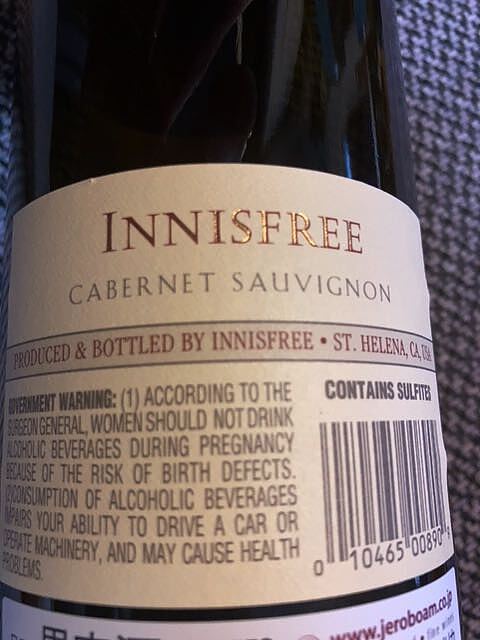 INNISFREE
CABERNET SAUVIGNON
PRODUCED & BOTTLED BY INNISFREE • ST. HELENA, CA, USA
GOVERNMENT WARNING: (1) ACCORDING TO THE
SURGEON GENERAL, WOMEN SHOULD NOT DRINK
ALCOHOLIC BEVERAGES DURING PREGNANCY
BECAUSE OF THE RISK OF BIRTH DEFECTS.
(2) CONSUMPTION OF ALCOHOLIC BEVERAGES
IMPAIRS YOUR ABILITY TO DRIVE A CAR OR
OPERATE MACHINERY, AND MAY CAUSE HEALTH
PROBLEMS.
CONTAINS SULFITES
0 10465 00890 9
www.jeroboam.co.jp